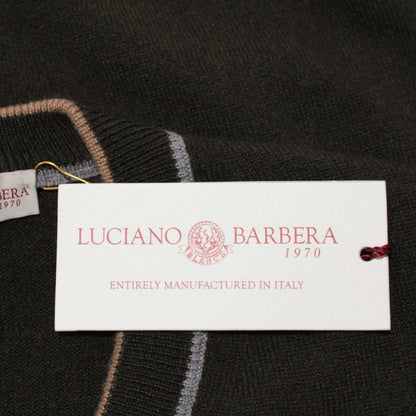 LUCIANO BARBERA
1970
ENTIRELY MANUFACTURED IN ITALY
BERA
1970